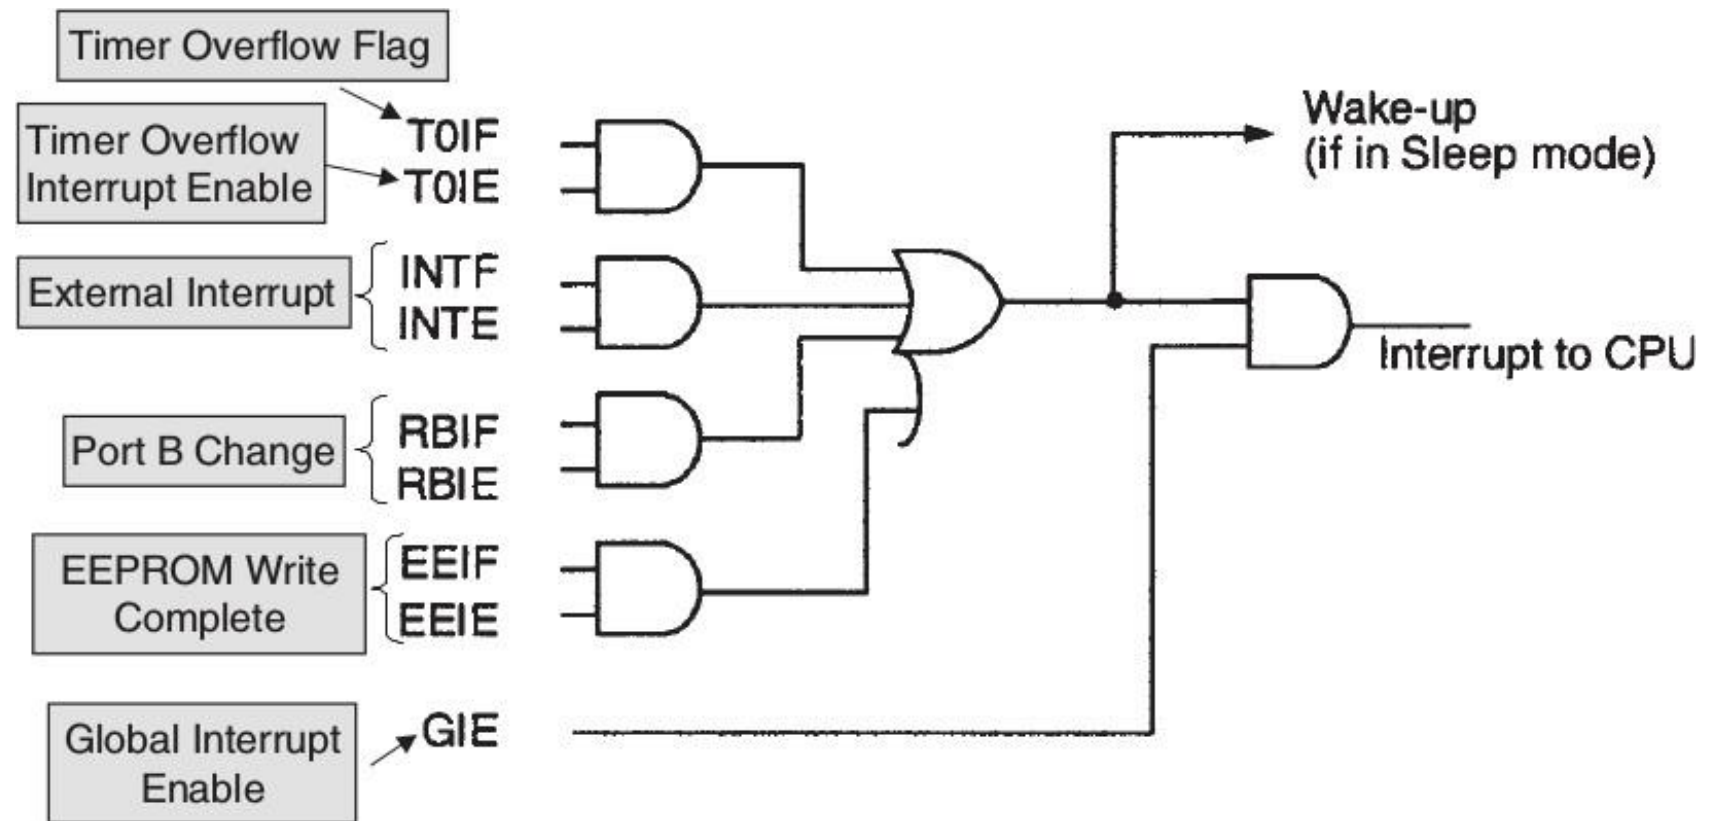 Timer Overflow Flag
T0IF
Timer Overflow
Interrupt Enable
T0IE
External Interrupt
INTF
INTE
Port B Change
RBIF
RBIE
EEPROM Write
Complete
EEIF
EEIE
Global Interrupt
Enable
GIE
Wake-up
(if in Sleep mode)
Interrupt to CPU